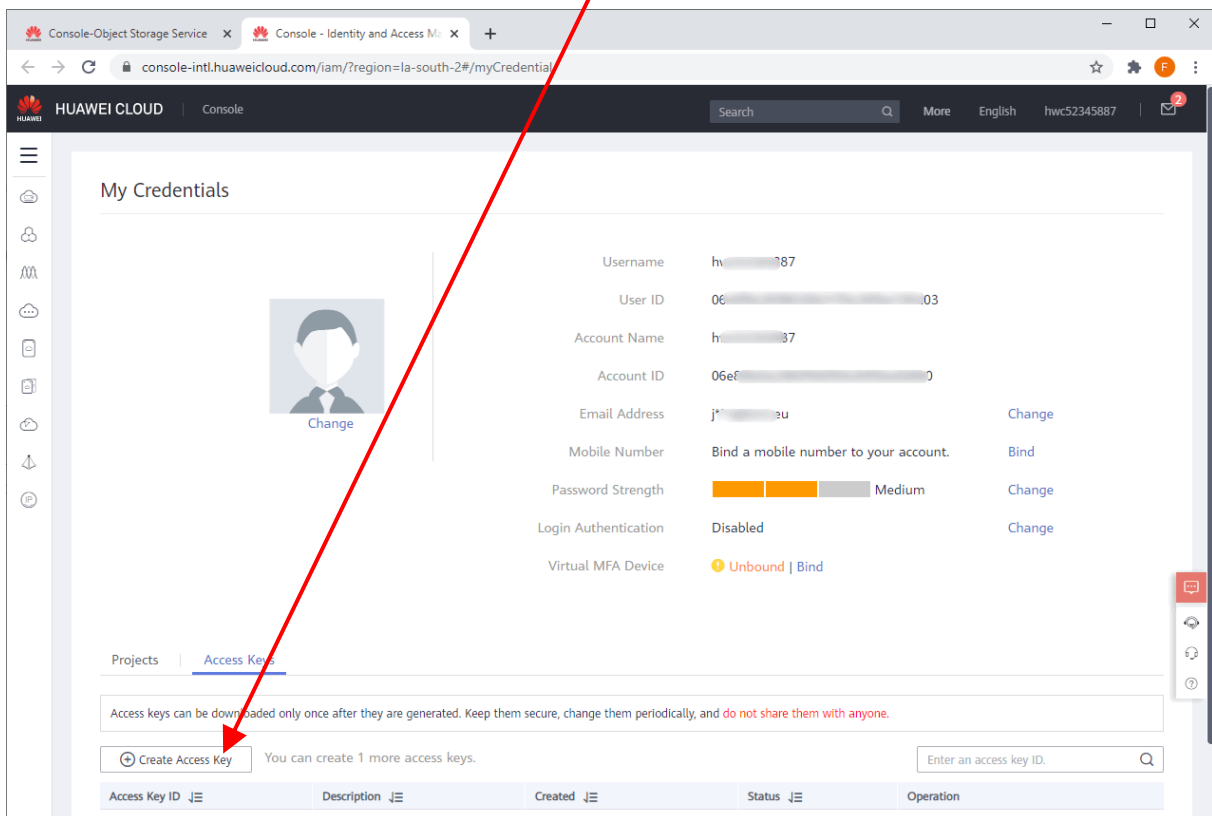 Console-Object Storage Service
Console - Identity and Access Ma
console-intl.huaweicloud.com/iam/?region=la-south-2#/myCredential
F
HUAWEI
HUAWEI CLOUD
Console
Search
More
English
hwc52345887
2
My Credentials
Change
Username
User ID
Account Name
Account ID
Email Address
Change
Mobile Number
Bind a mobile number to your account.
Bind
Password Strength
Medium
Change
Login Authentication
Disabled
Change
Virtual MFA Device
Unbound | Bind
IP
Projects
Access Keys
Access keys can be downloaded only once after they are generated. Keep them secure, change them periodically, and do not share them with anyone.
Create Access Key
You can create 1 more access keys.
Enter an access key ID.
Access Key ID
Description
Created
Status
Operation